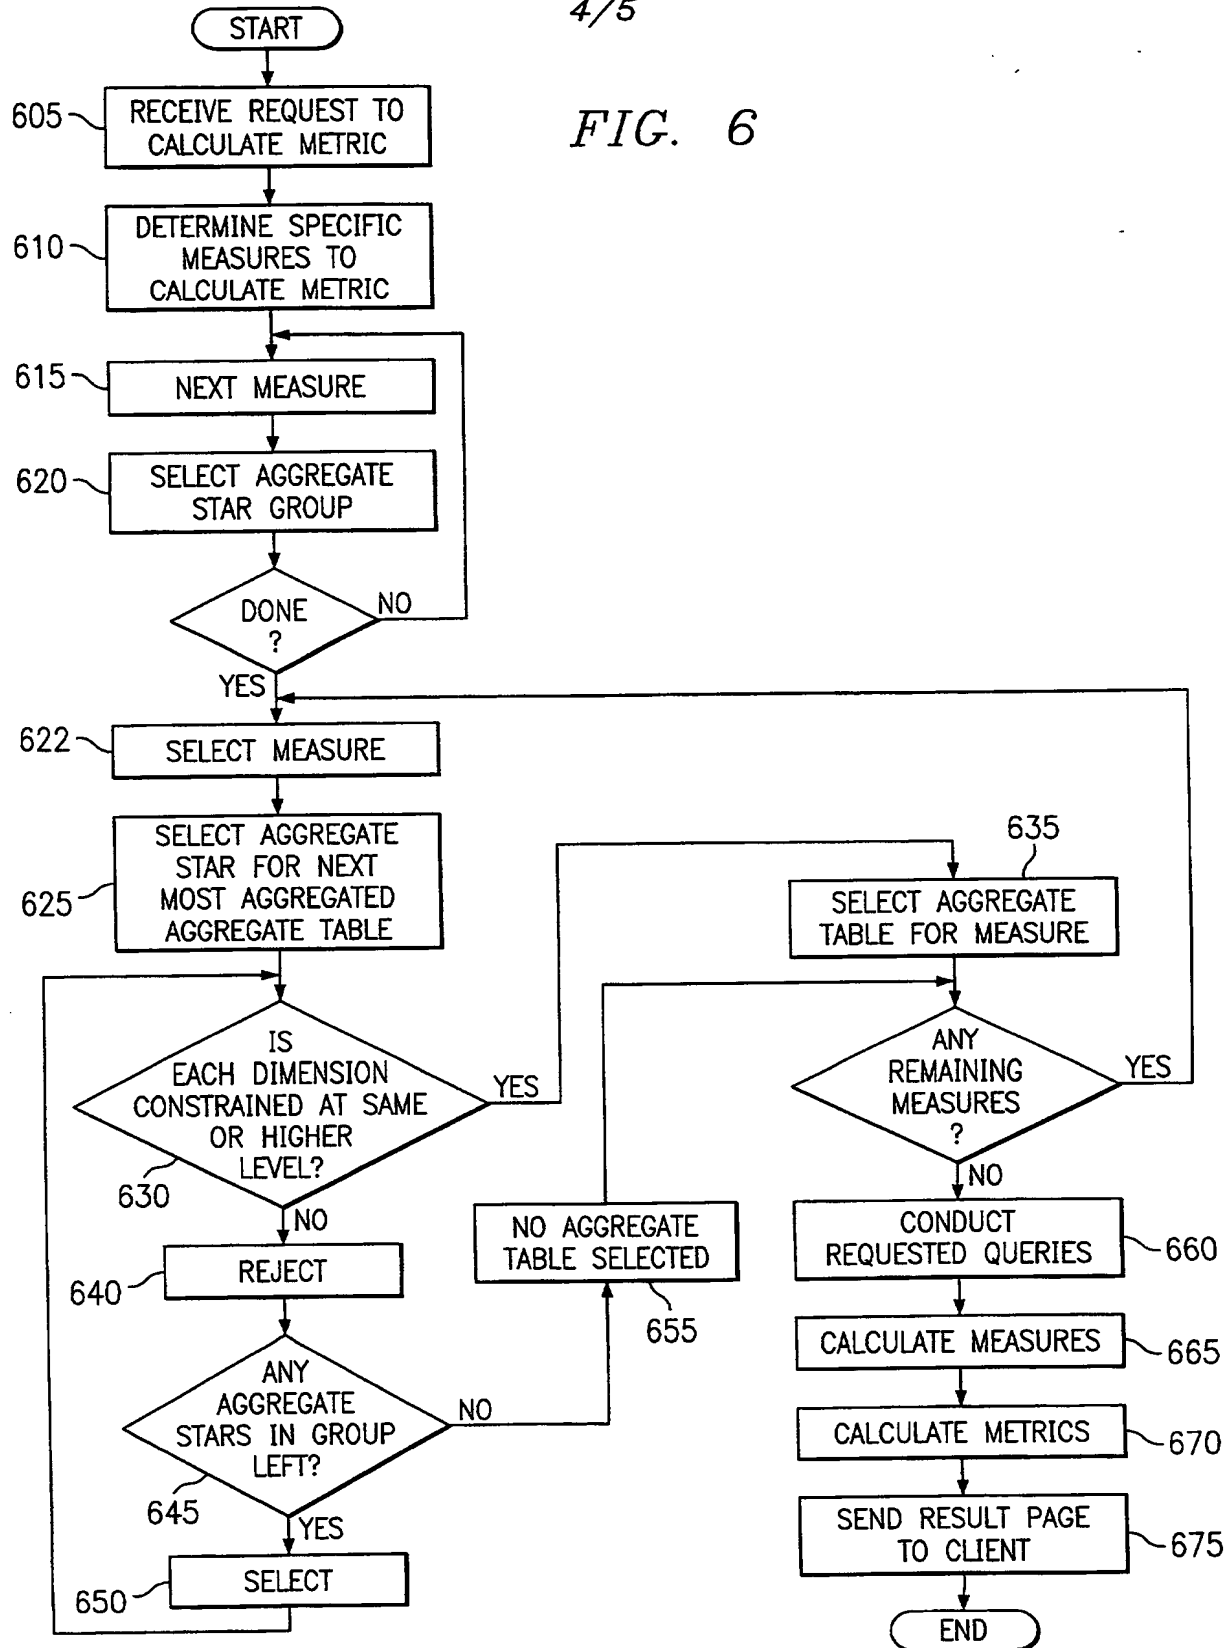 4/5
FIG. 6
START
605
RECEIVE REQUEST TO
CALCULATE METRIC
610
DETERMINE SPECIFIC
MEASURES TO
CALCULATE METRIC
615
NEXT MEASURE
620
SELECT AGGREGATE
STAR GROUP
DONE
?
NO
YES
622
SELECT MEASURE
625
SELECT AGGREGATE
STAR FOR NEXT
MOST AGGREGATED
AGGREGATE TABLE
IS
EACH DIMENSION
CONSTRAINED AT SAME
OR HIGHER
LEVEL?
630
YES
NO
640
REJECT
ANY
AGGREGATE
STARS IN GROUP
LEFT?
645
NO
YES
650
SELECT
NO AGGREGATE
TABLE SELECTED
655
635
SELECT AGGREGATE
TABLE FOR MEASURE
ANY
REMAINING
MEASURES
?
YES
NO
CONDUCT
REQUESTED QUERIES
660
CALCULATE MEASURES
665
CALCULATE METRICS
670
SEND RESULT PAGE
TO CLIENT
675
END